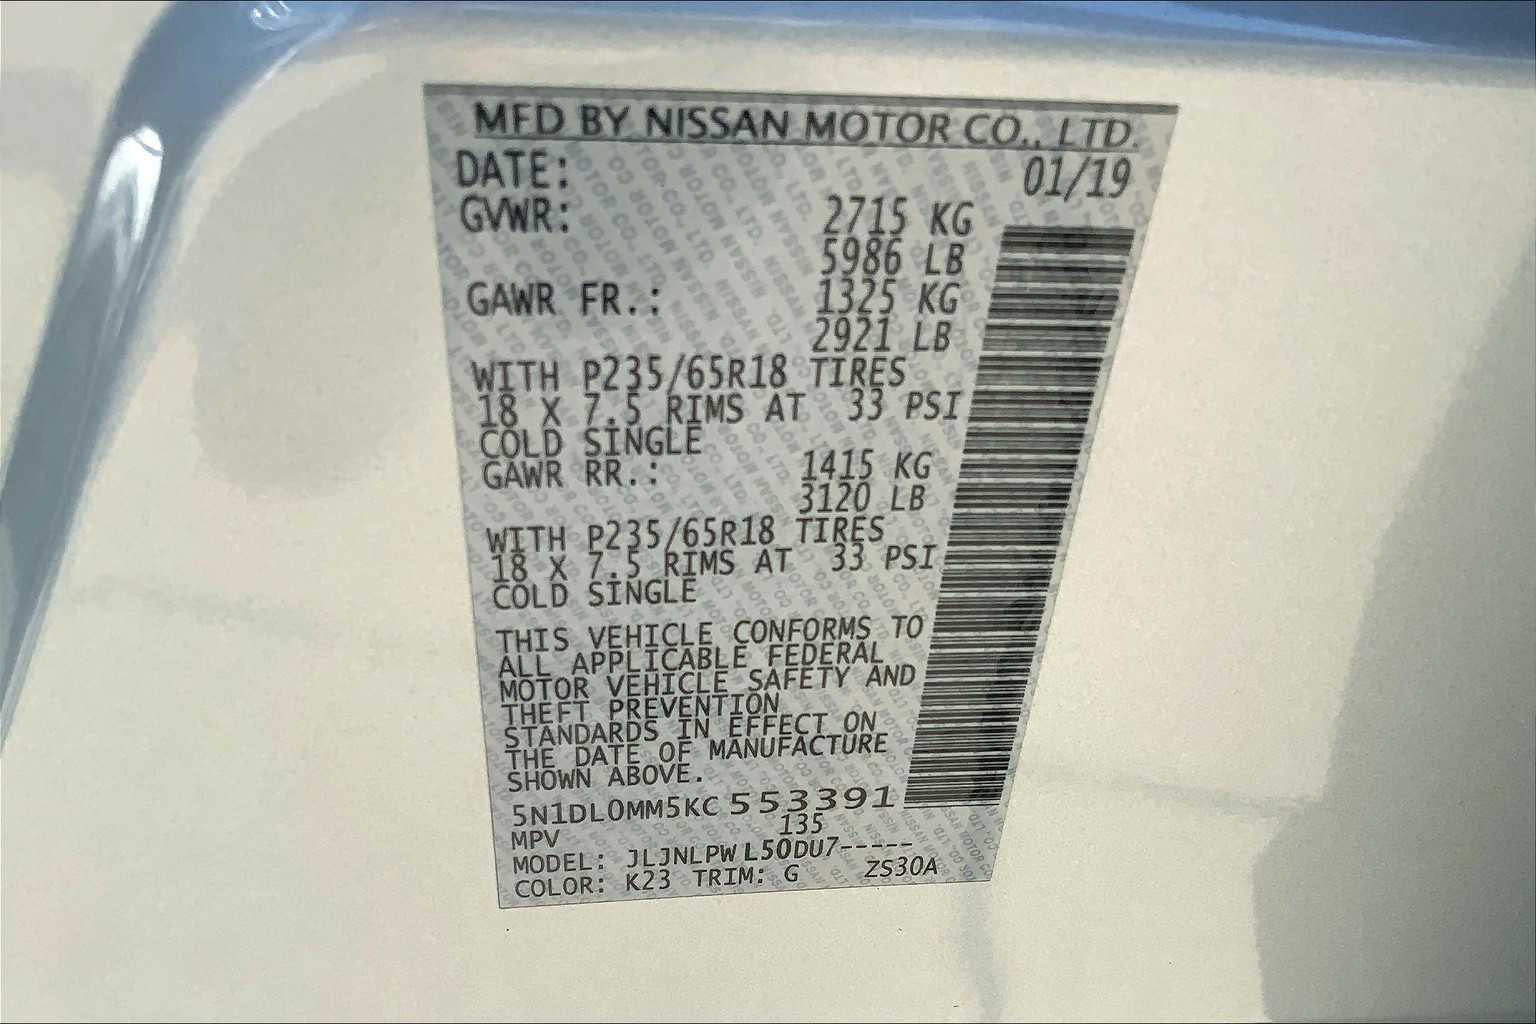 MFD BY NISSAN MOTOR CO., LTD.
DATE: 01/19
GVWR: 2715 KG
5986 LB
GAWR FR.: 1325 KG
2921 LB
WITH P235/65R18 TIRES
18 X 7.5 RIMS AT 33 PSI
COLD SINGLE
GAWR RR.: 1415 KG
3120 LB
WITH P235/65R18 TIRES
18 X 7.5 RIMS AT 33 PSI
COLD SINGLE
THIS VEHICLE CONFORMS TO
ALL APPLICABLE FEDERAL
MOTOR VEHICLE SAFETY AND
THEFT PREVENTION
STANDARDS IN EFFECT ON
THE DATE OF MANUFACTURE
SHOWN ABOVE.
5N1DL0MM5KC553391
MPV 135
MODEL: JLJNLPWL50DU7-----
COLOR: K23 TRIM: G ZS30A